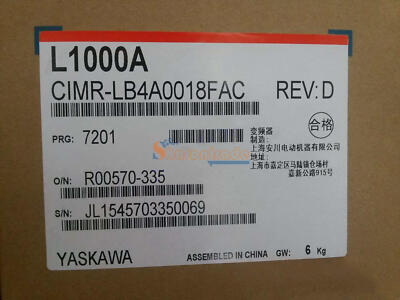 L1000A
CIMR-LB4A0018FAC
REV:D
PRG: 7201
合格
变频器
制造:
上海安川电动机器有限公司
上海市嘉定区马陆镇仓场村
嘉新公路915号
O/N: R00570-335
S/N: JL1545703350069
YASKAWA
ASSEMBLED IN CHINA
GW: 6 Kg